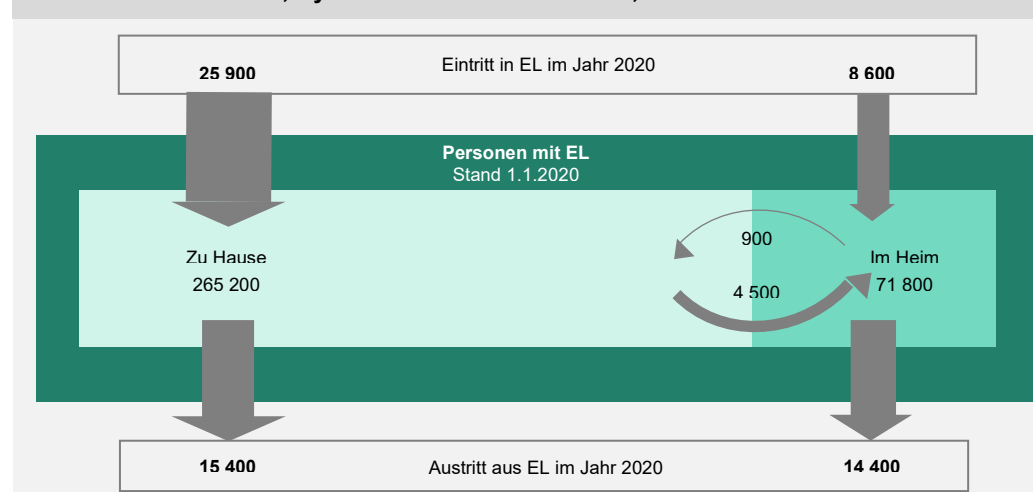 25 900
Eintritt in EL im Jahr 2020
8 600
Personen mit EL
Stand 1.1.2020
Zu Hause
265 200
900
4 500
Im Heim
71 800
15 400
Austritt aus EL im Jahr 2020
14 400